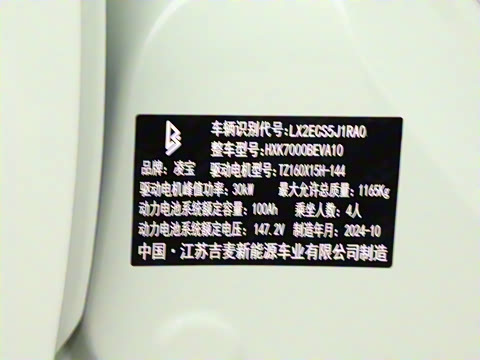 车辆识别代号:LX2ECS5J1RA0
整车型号:HXK7000BEVA10
品牌: 凌宝 驱动电机型号:TZ160X15H-144
驱动电机峰值功率: 30kW 最大允许总质量: 1165Kg
动力电池系统额定容量: 100Ah 乘坐人数: 4人
动力电池系统额定电压: 147.2V 制造年月: 2024-10
中国·江苏吉麦新能源车业有限公司制造